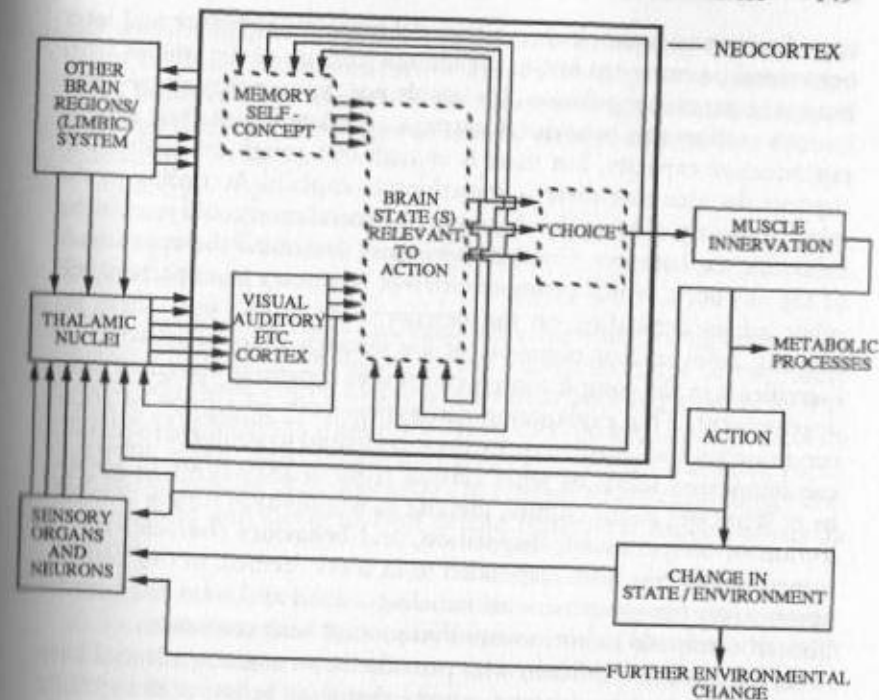 NEOCORTEX
OTHER
BRAIN
REGIONS/
(LIMBIC)
SYSTEM
MEMORY
SELF-
CONCEPT
BRAIN
STATE (S)
RELEVANT
TO
ACTION
"CHOICE"
MUSCLE
INNERVATION
THALAMIC
NUCLEI
VISUAL
AUDITORY
ETC.
CORTEX
METABOLIC
PROCESSES
ACTION
SENSORY
ORGANS
AND
NEURONS
CHANGE IN
STATE / ENVIRONMENT
FURTHER ENVIRONMENTAL
CHANGE